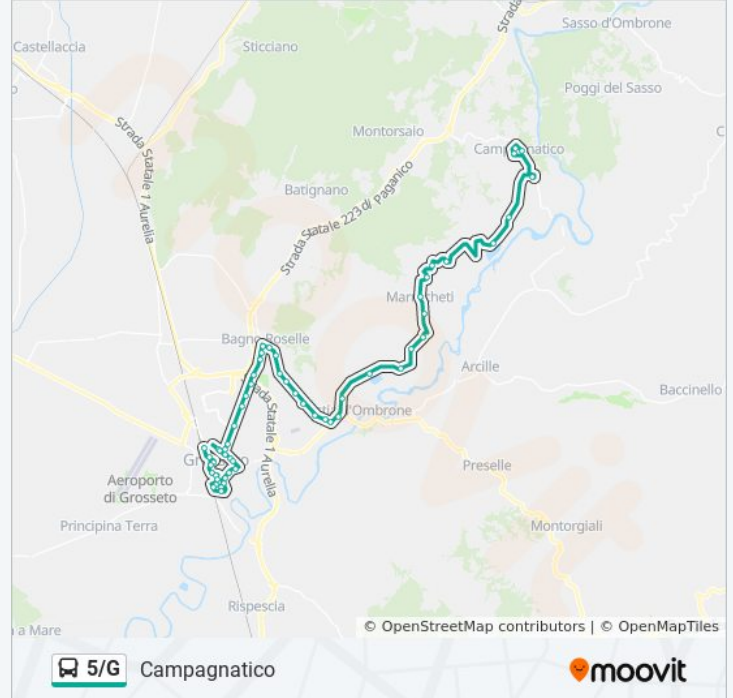 Sasso d'Ombrone
Castellaccia
Sticciano
Strada
Poggi del Sasso
Strada Statale 1 Aurelia
Montorsaio
Campagnatico
Batignano
Strada Statale 223 di Paganico
Bagno Roselle
Arcille
Baccinello
Strada Statale 1 Aurelia
d'Ombrone
Preselle
Aeroporto
di Grosseto
Principina Terra
Montorgiali
Rispescia
a Mare
© OpenStreetMap contributors | © OpenMapTiles
5/G Campagnatico
moovit